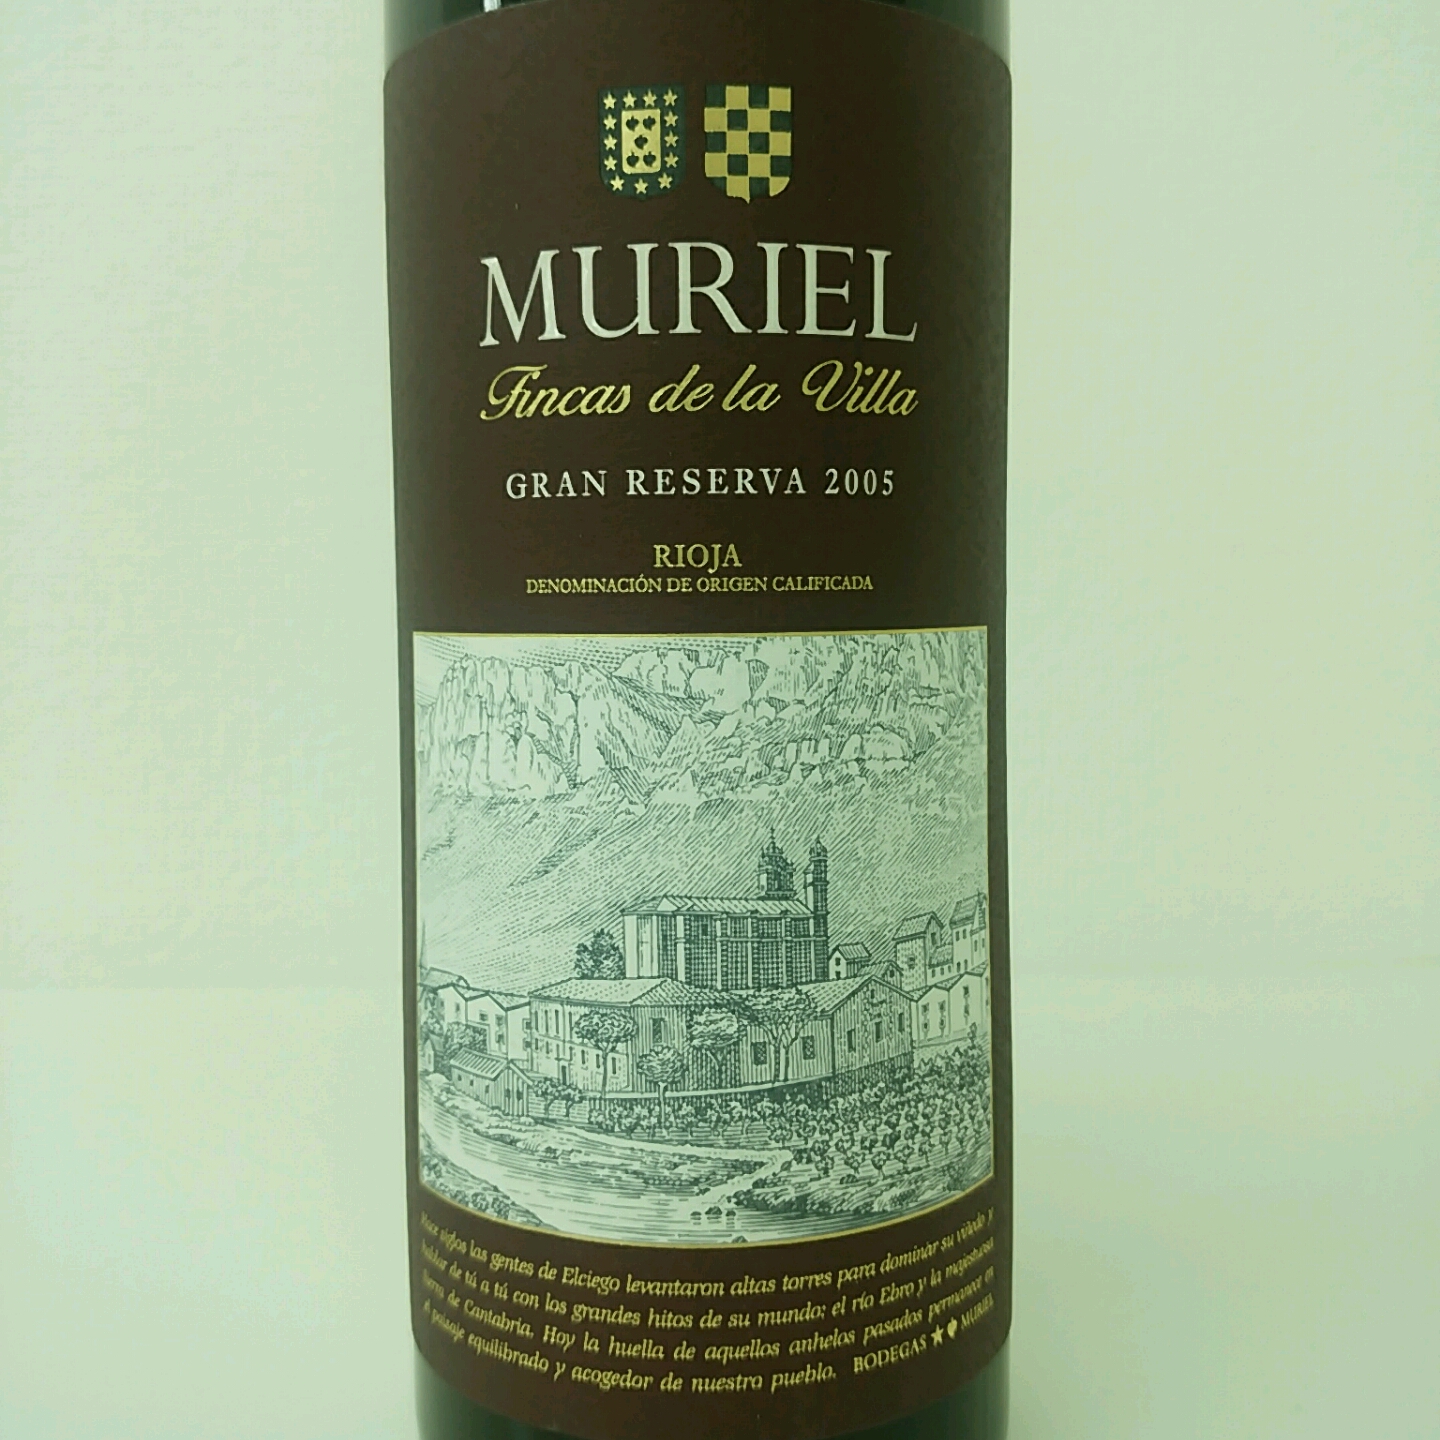 MURIEL
Fincas de la Villa
GRAN RESERVA 2005
RIOJA
DENOMINACIÓN DE ORIGEN CALIFICADA
Hace siglos las gentes de Elciego levantaron altas torres para dominar su viñedo y
hablar de tú a tú con los grandes hitos de su mundo: el río Ebro y la majestuosa
Sierra de Cantabria. Hoy la huella de aquellos anhelos pasados permanece en
el paisaje equilibrado y acogedor de nuestro pueblo. BODEGAS MURIEL